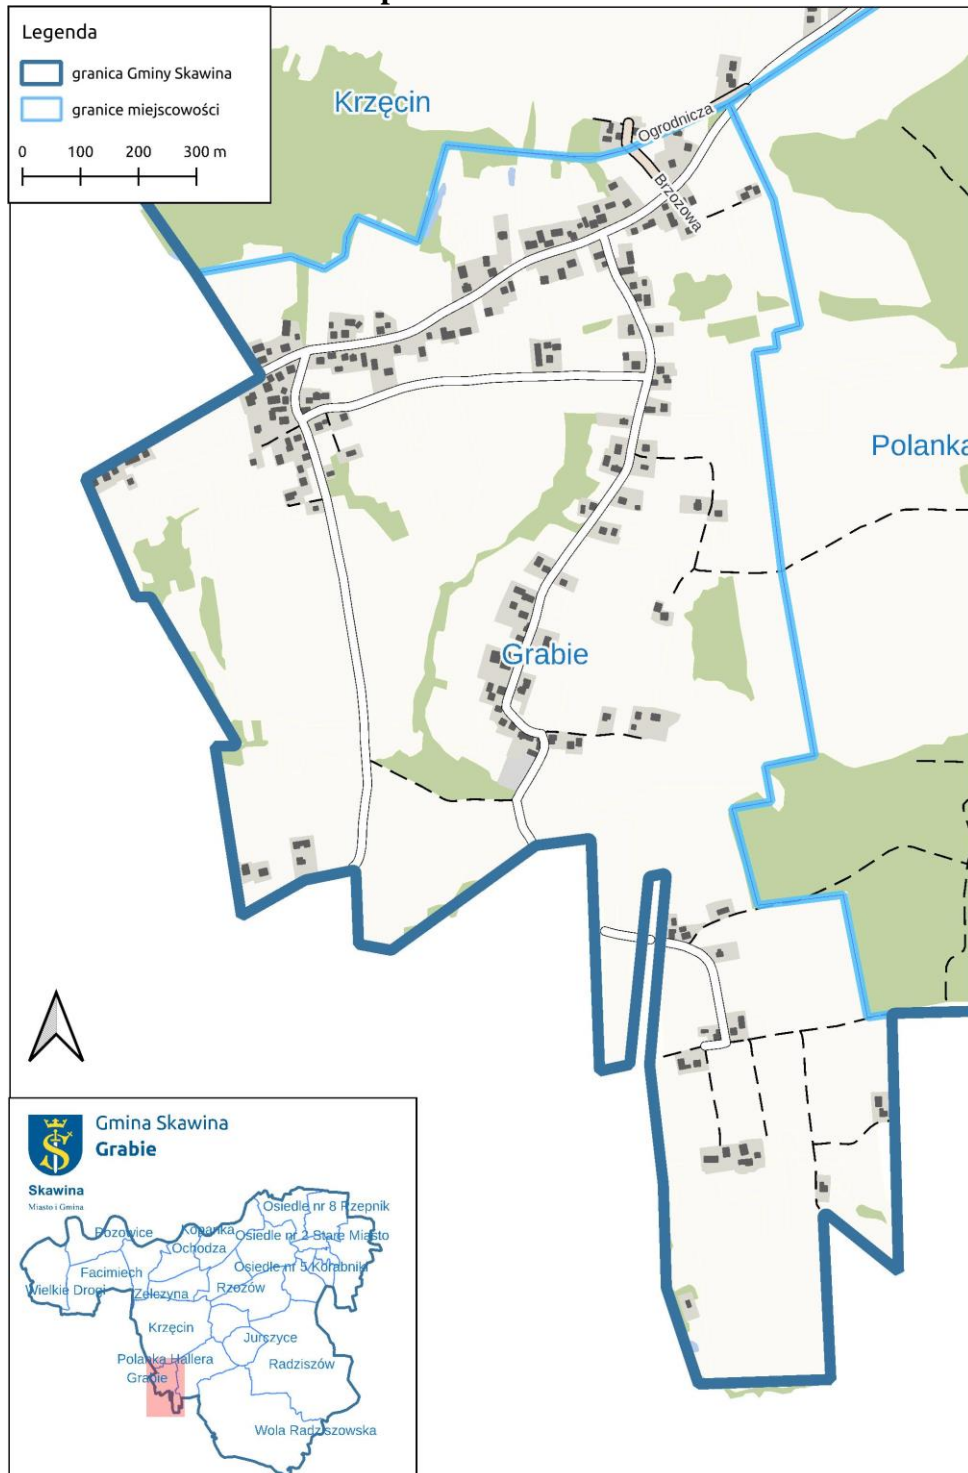 Legenda
granica Gminy Skawina
granice miejscowości
0 100 200 300 m
Krzęcin
Ogrodnicza
Brzozowa
Polanka
Grabie
Gmina Skawina
Grabie
Skawina
Miasto i Gmina
Osiedle nr 8 Rzepnik
Pozowice
Kopanka
Osiedle nr 2 Stare Miasto
Ochodza
Facimiech
Osiedle nr 5 Korabniki
Wielkie Drogi
Zelczyna
Rzozów
Krzęcin
Jurczyce
Polanka Hallera
Radziszów
Grabie
Wola Radziszowska